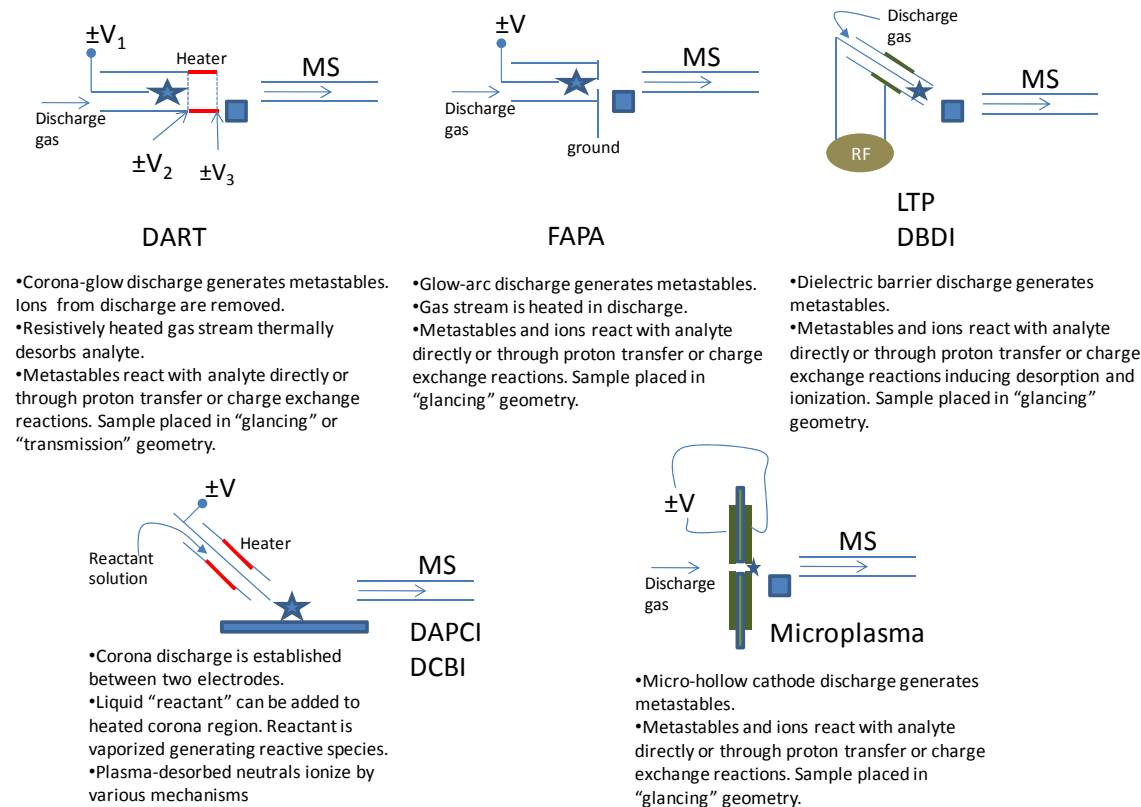 ±V1
Heater
MS
Discharge
gas
±V2
±V3
DART
•Corona-glow discharge generates metastables.
Ions from discharge are removed.
•Resistively heated gas stream thermally
desorbs analyte.
•Metastables react with analyte directly or
through proton transfer or charge exchange
reactions. Sample placed in “glancing” or
“transmission” geometry.
±V
MS
Discharge
gas
ground
FAPA
•Glow-arc discharge generates metastables.
•Gas stream is heated in discharge.
•Metastables and ions react with analyte
directly or through proton transfer or charge
exchange reactions. Sample placed in
“glancing” geometry.
Discharge
gas
MS
RF
LTP
DBDI
•Dielectric barrier discharge generates
metastables.
•Metastables and ions react with analyte
directly or through proton transfer or charge
exchange reactions inducing desorption and
ionization. Sample placed in “glancing”
geometry.
±V
Heater
Reactant
solution
MS
DAPCI
DCBI
•Corona discharge is established
between two electrodes.
•Liquid “reactant” can be added to
heated corona region. Reactant is
vaporized generating reactive species.
•Plasma-desorbed neutrals ionize by
various mechanisms
±V
MS
Discharge
gas
Microplasma
•Micro-hollow cathode discharge generates
metastables.
•Metastables and ions react with analyte
directly or through proton transfer or charge
exchange reactions. Sample placed in
“glancing” geometry.